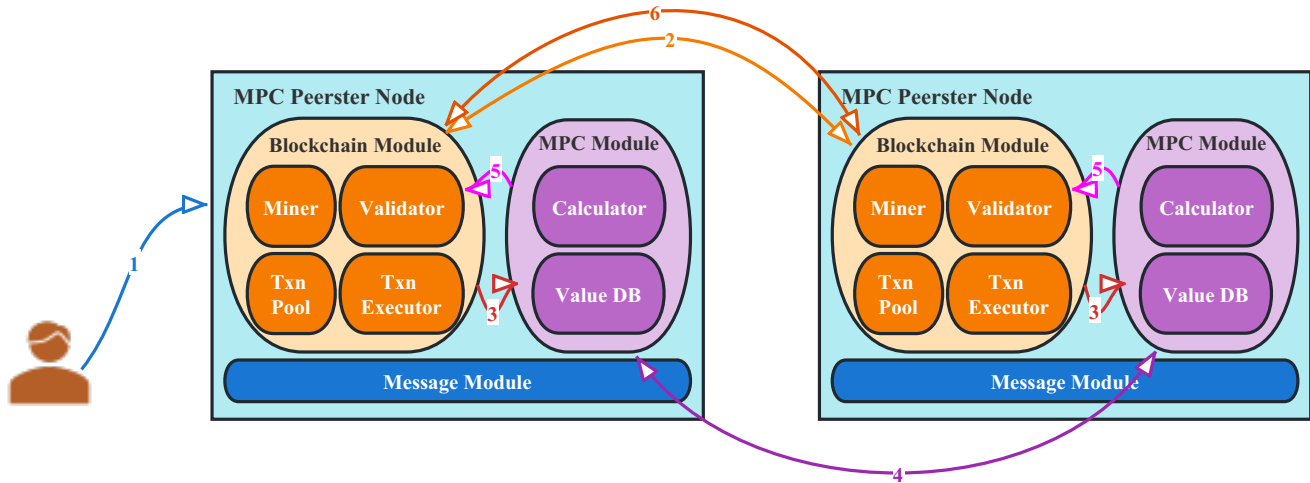 6
2
MPC Peerster Node
Blockchain Module
MPC Module
5
Miner
Validator
Calculator
Txn
Pool
Txn
Executor
3
Value DB
Message Module
MPC Peerster Node
Blockchain Module
MPC Module
5
Miner
Validator
Calculator
Txn
Pool
Txn
Executor
3
Value DB
Message Module
1
4